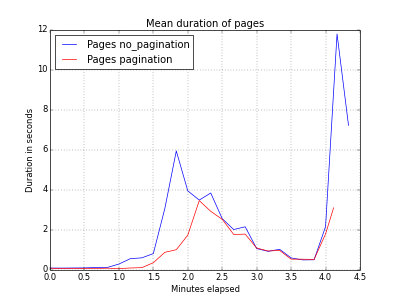 Mean duration of pages
12
10
8
6
4
2
0
Duration in seconds
Pages no_pagination
Pages pagination
0.0 0.5 1.0 1.5 2.0 2.5 3.0 3.5 4.0 4.5
Minutes elapsed